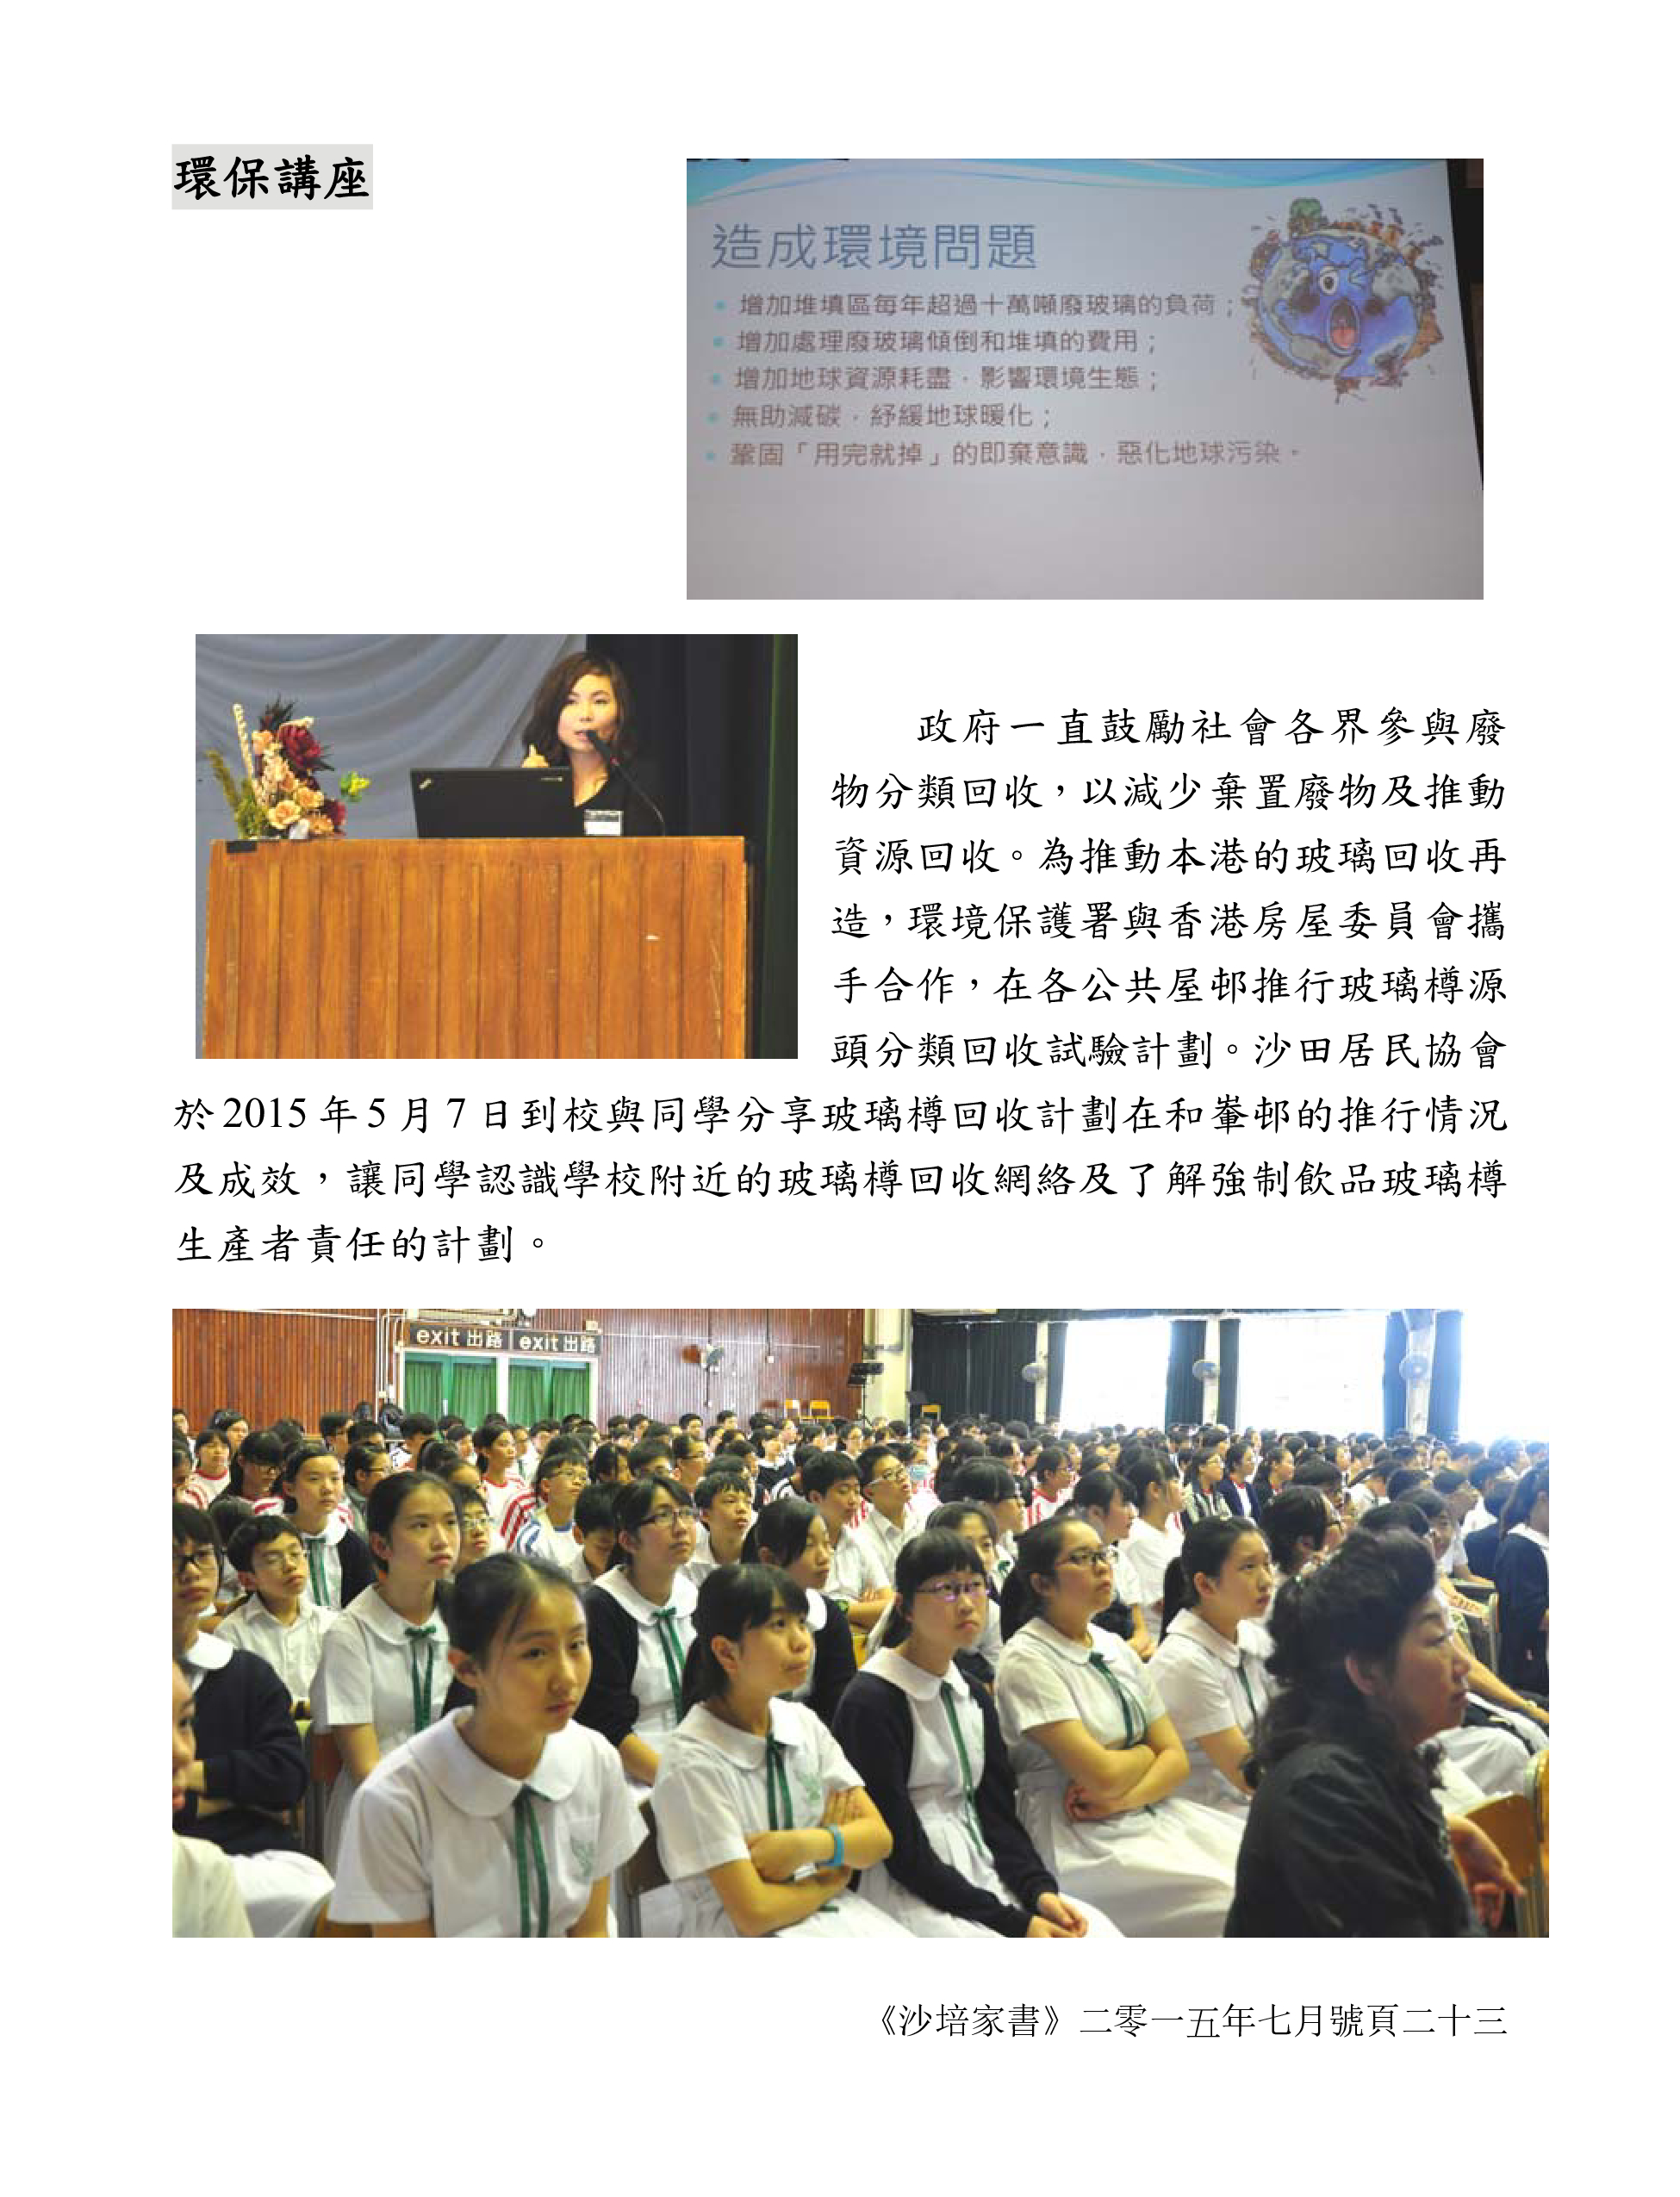 環保講座
造成環境問題
• 增加堆填區每年超過十萬噸廢玻璃的負荷；
• 增加處理廢玻璃傾倒和堆填的費用；
• 增加地球資源耗盡，影響環境生態；
• 無助減碳，紓緩地球暖化；
• 鞏固「用完就掉」的即棄意識，惡化地球污染。
政府一直鼓勵社會各界參與廢
物分類回收，以減少棄置廢物及推動
資源回收。為推動本港的玻璃回收再
造，環境保護署與香港房屋委員會攜
手合作，在各公共屋邨推行玻璃樽源
頭分類回收試驗計劃。沙田居民協會
於 2015 年 5 月 7 日到校與同學分享玻璃樽回收計劃在和輋邨的推行情況
及成效，讓同學認識學校附近的玻璃樽回收網絡及了解強制飲品玻璃樽
生產者責任的計劃。
exit 出路 exit 出路
《沙培家書》二零一五年七月號頁二十三